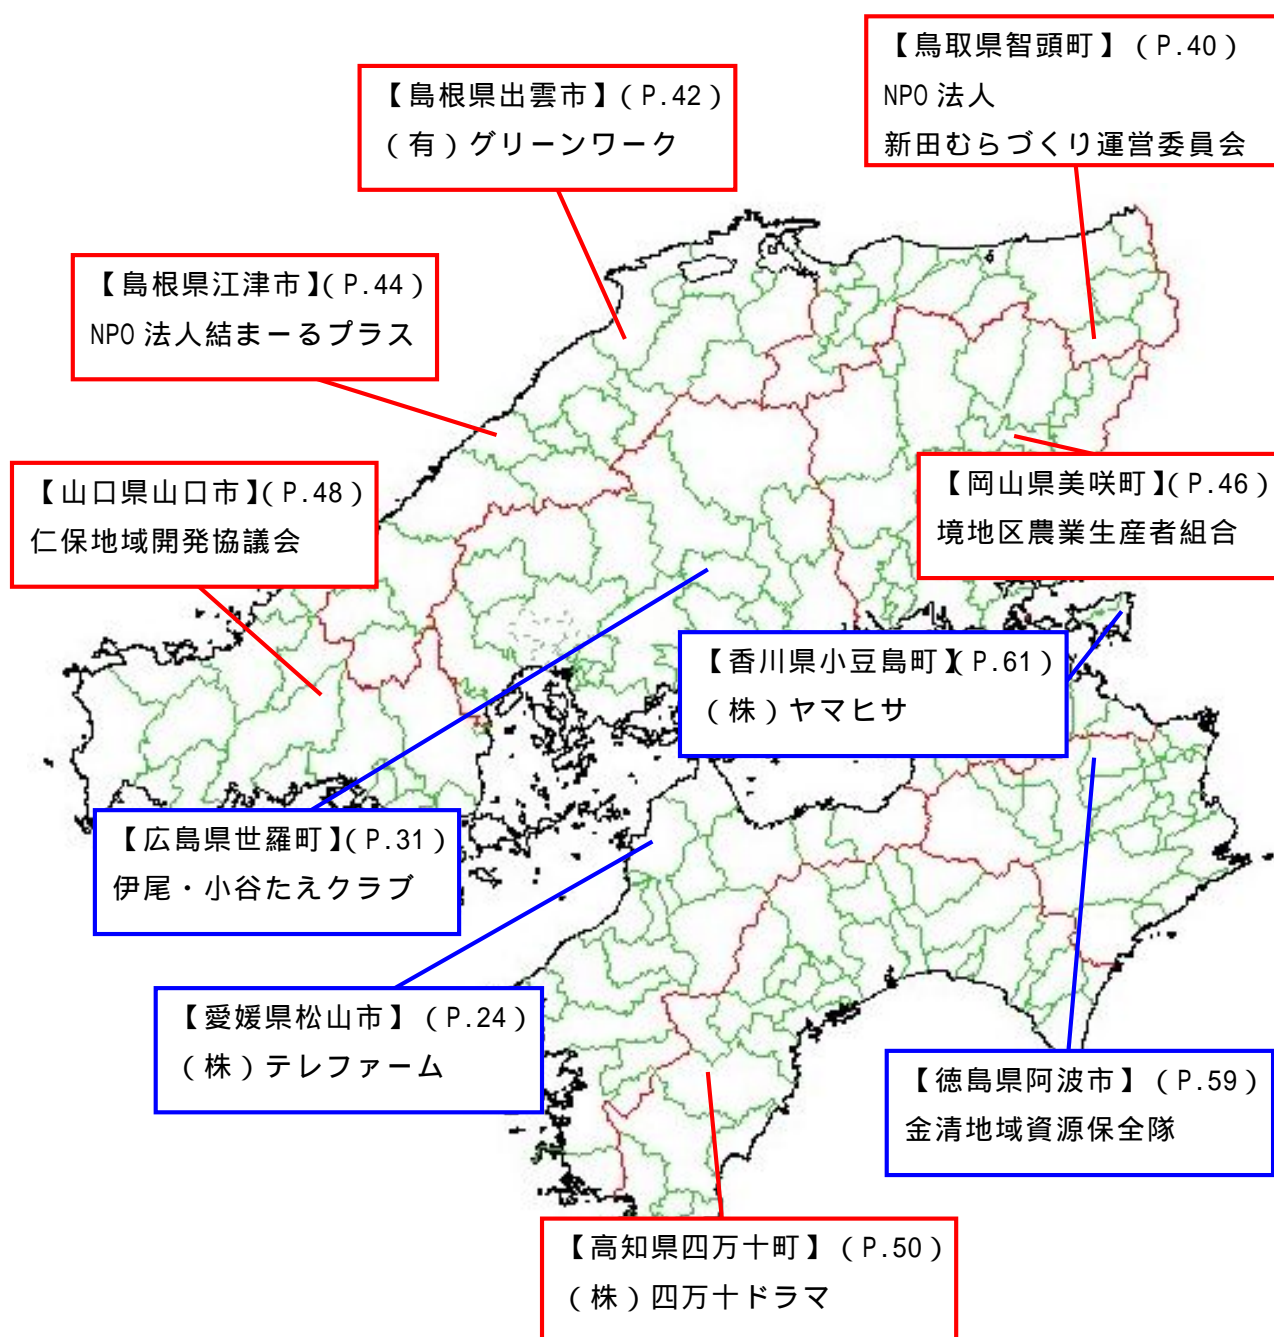 【鳥取県智頭町】(P.40)
NPO法人
新田むらづくり運営委員会
【島根県出雲市】(P.42)
(有)グリーンワーク
【島根県江津市】(P.44)
NPO法人結まーるプラス
【岡山県美咲町】(P.46)
境地区農業生産者組合
【山口県山口市】(P.48)
仁保地域開発協議会
【香川県小豆島町】(P.61)
(株)ヤマヒサ
【広島県世羅町】(P.31)
伊尾・小谷たえクラブ
【愛媛県松山市】(P.24)
(株)テレファーム
【徳島県阿波市】(P.59)
金清地域資源保全隊
【高知県四万十町】(P.50)
(株)四万十ドラマ